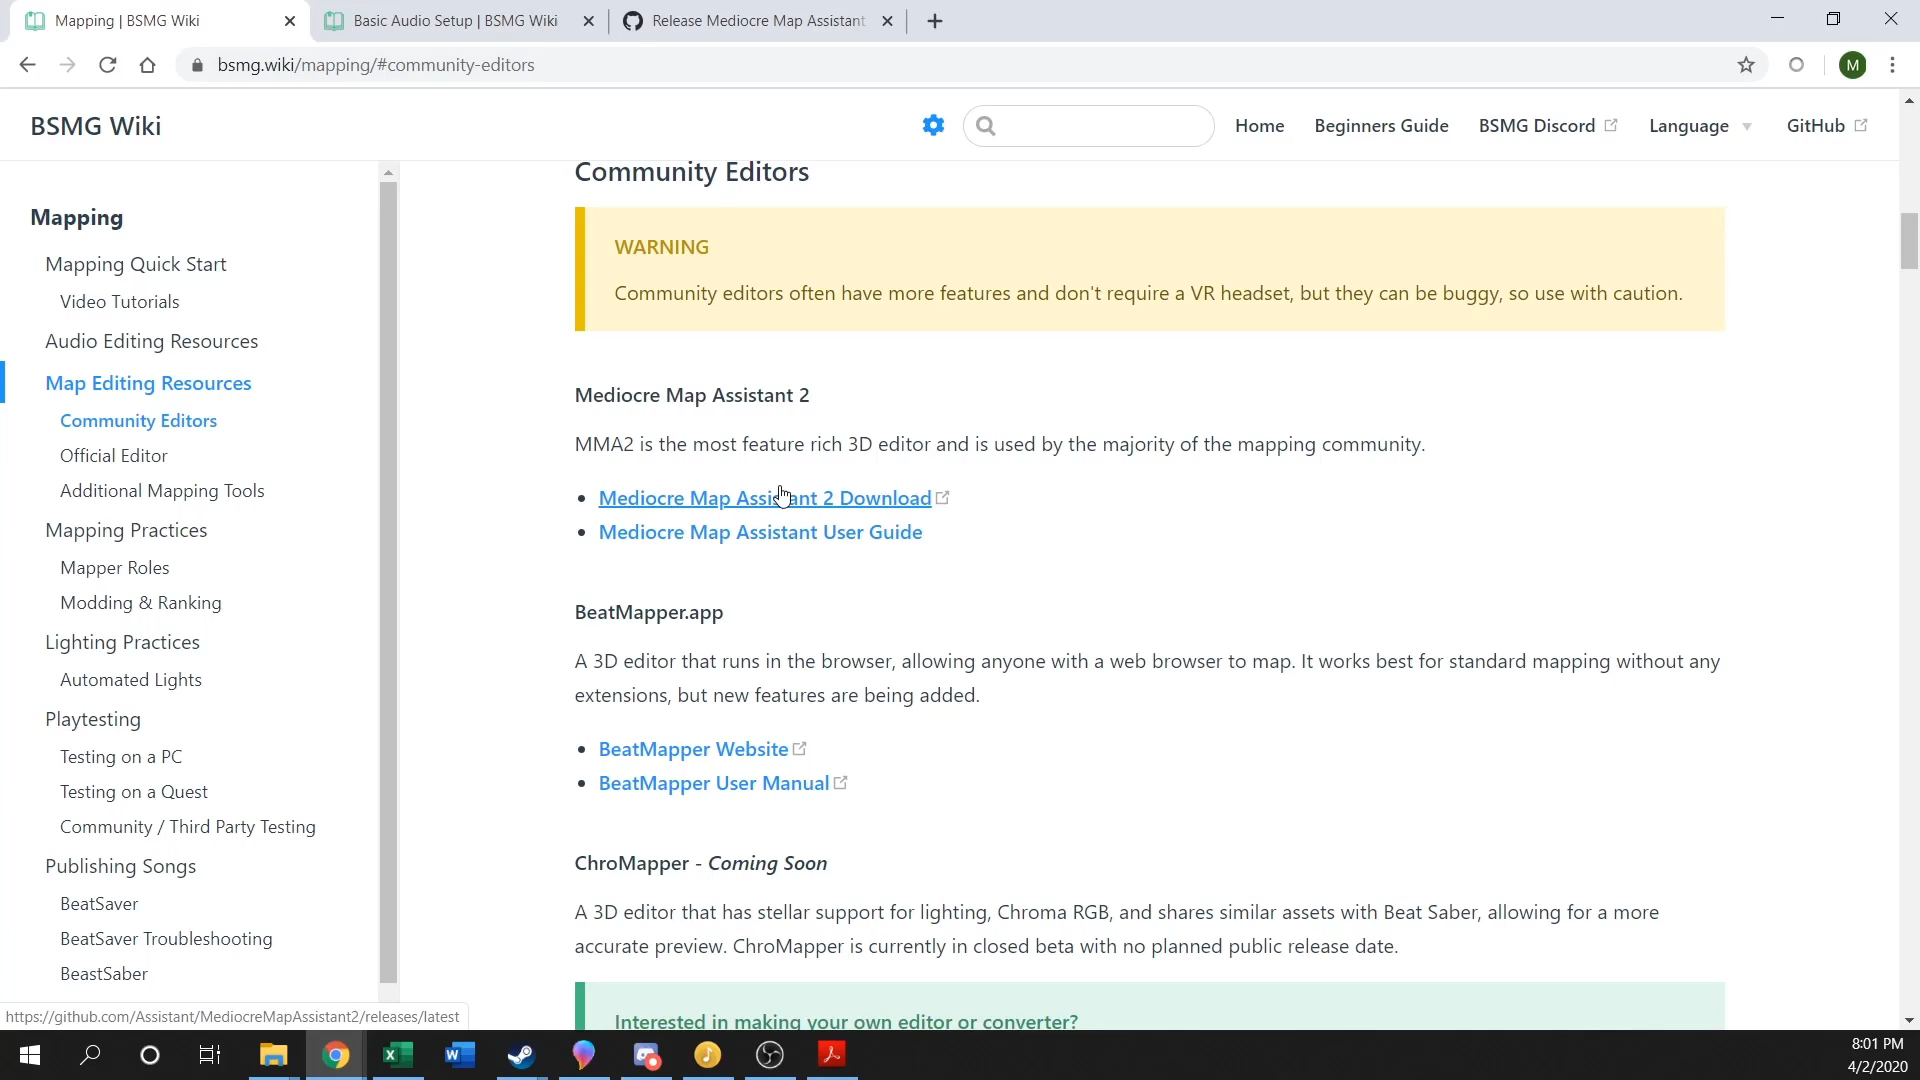 Mapping | BSMG Wiki
Basic Audio Setup | BSMG Wiki
Release Mediocre Map Assistant
bsmg.wiki/mapping/#community-editors
M
BSMG Wiki
Home
Beginners Guide
BSMG Discord
Language
GitHub
Mapping
Mapping Quick Start
Video Tutorials
Audio Editing Resources
Map Editing Resources
Community Editors
Official Editor
Additional Mapping Tools
Mapping Practices
Mapper Roles
Modding & Ranking
Lighting Practices
Automated Lights
Playtesting
Testing on a PC
Testing on a Quest
Community / Third Party Testing
Publishing Songs
BeatSaver
BeatSaver Troubleshooting
BeastSaber
Community Editors
WARNING
Community editors often have more features and don't require a VR headset, but they can be buggy, so use with caution.
Mediocre Map Assistant 2
MMA2 is the most feature rich 3D editor and is used by the majority of the mapping community.
Mediocre Map Assistant 2 Download
Mediocre Map Assistant User Guide
BeatMapper.app
A 3D editor that runs in the browser, allowing anyone with a web browser to map. It works best for standard mapping without any
extensions, but new features are being added.
BeatMapper Website
BeatMapper User Manual
ChroMapper - Coming Soon
A 3D editor that has stellar support for lighting, Chroma RGB, and shares similar assets with Beat Saber, allowing for a more
accurate preview. ChroMapper is currently in closed beta with no planned public release date.
Interested in making your own editor or converter?
https://github.com/Assistant/MediocreMapAssistant2/releases/latest
8:01 PM
4/2/2020